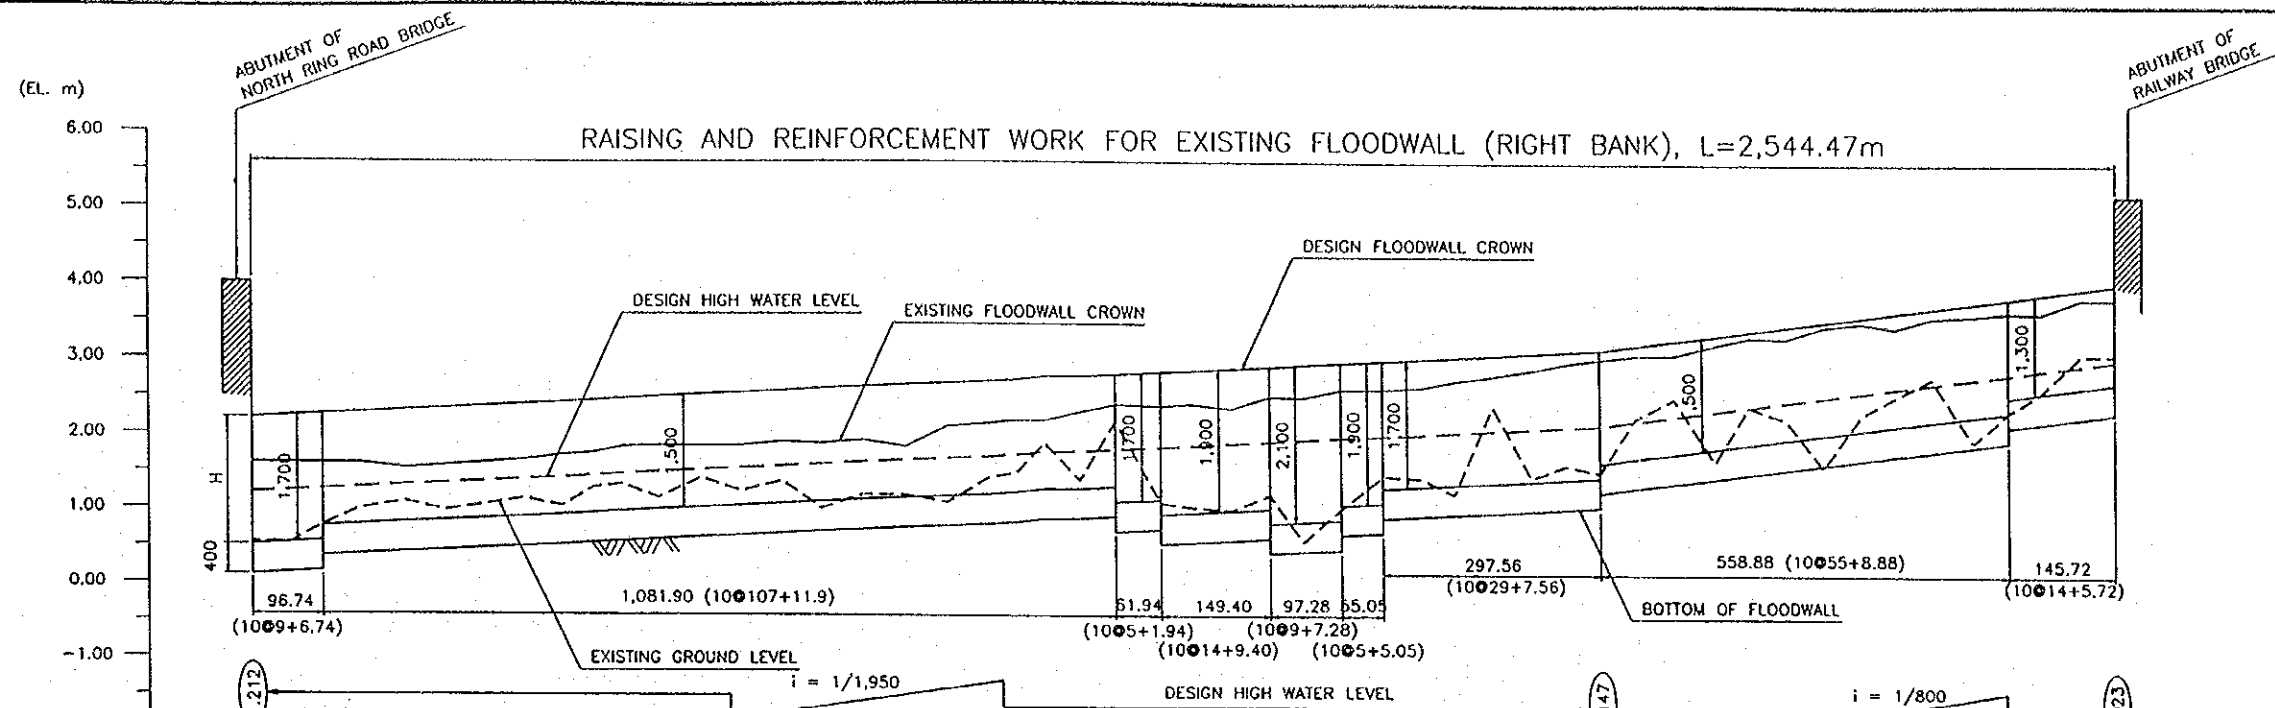 ABUTMENT OF
NORTH RING ROAD BRIDGE
ABUTMENT OF
RAILWAY BRIDGE
(EL. m)
6.00
5.00
4.00
3.00
2.00
1.00
0.00
-1.00
RAISING AND REINFORCEMENT WORK FOR EXISTING FLOODWALL (RIGHT BANK), L=2,544.47m
DESIGN FLOODWALL CROWN
DESIGN HIGH WATER LEVEL
EXISTING FLOODWALL CROWN
H
400
1,700
1,500
1,700
1,900
2,100
1,900
1,700
1,500
1,300
96.74
(10@9+6.74)
1,081.90 (10@107+11.9)
51.94
(10@5+1.94)
149.40
(10@14+9.40)
97.28
(10@9+7.28)
55.05
(10@5+5.05)
297.56
(10@29+7.56)
558.88 (10@55+8.88)
145.72
(10@14+5.72)
BOTTOM OF FLOODWALL
EXISTING GROUND LEVEL
i = 1/1,950
DESIGN HIGH WATER LEVEL
i = 1/800
.212
47
23